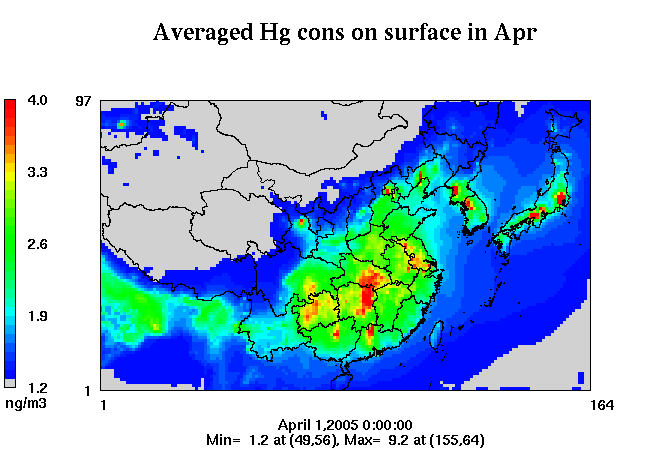 Averaged Hg cons on surface in Apr
4.0
3.3
2.6
1.9
1.2
ng/m3
97
1
1
164
April 1,2005 0:00:00
Min= 1.2 at (49,56), Max= 9.2 at (155,64)